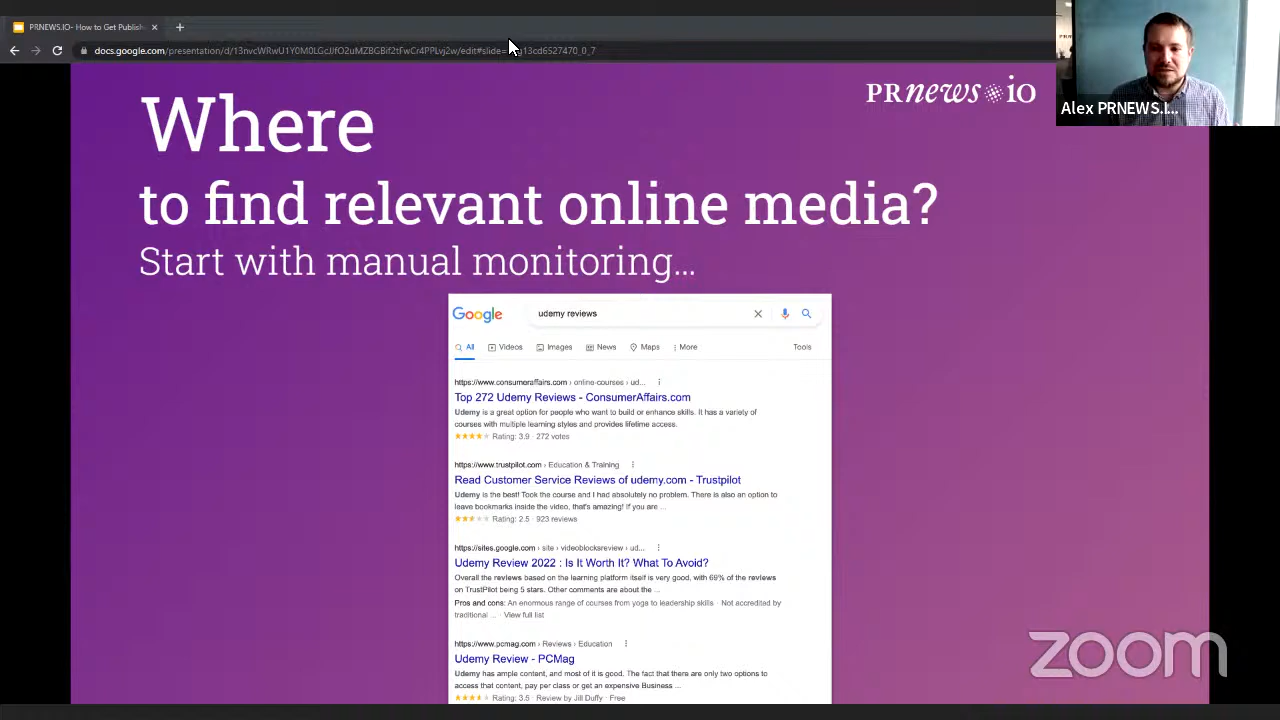 PRNEWS.IO- How to Get Publish
docs.google.com/presentation/d/
Alex PRNEWS.I...
PRnews.io
Where
to find relevant online media?
Start with manual monitoring...
Google
udemy reviews
All Videos Images News Maps More Tools
https://www.consumeraffairs.com › online-courses › ud...
Top 272 Udemy Reviews - ConsumerAffairs.com
Udemy is a great option for people who want to build or enhance skills. It has a variety of
courses with multiple learning styles and provides lifetime access.
Rating: 3.9 · 272 votes
https://www.trustpilot.com › Education & Training
Read Customer Service Reviews of udemy.com - Trustpilot
Udemy is the best! Took the course and I had absolutely no problem. There is also an option to
leave bookmarks inside the video, that's amazing! If you are ...
Rating: 2.5 · 923 reviews
https://sites.google.com › site › videoblocksreview › ud...
Udemy Review 2022 : Is It Worth It? What To Avoid?
Overall the reviews based on the learning platform itself is very good, with 69% of the reviews
on TrustPilot being 5 stars. Other comments are about the ...
Pros and cons: An enormous range of courses from yoga to leadership skills · Not accredited by
traditional ... · View full list
https://www.pcmag.com › Reviews › Education
Udemy Review - PCMag
Udemy has ample content, and most of it is good. The fact that there are only two options to
access that content, pay per class or get an expensive Business ...
Rating: 3.5 · Review by Jill Duffy · Free
zoom